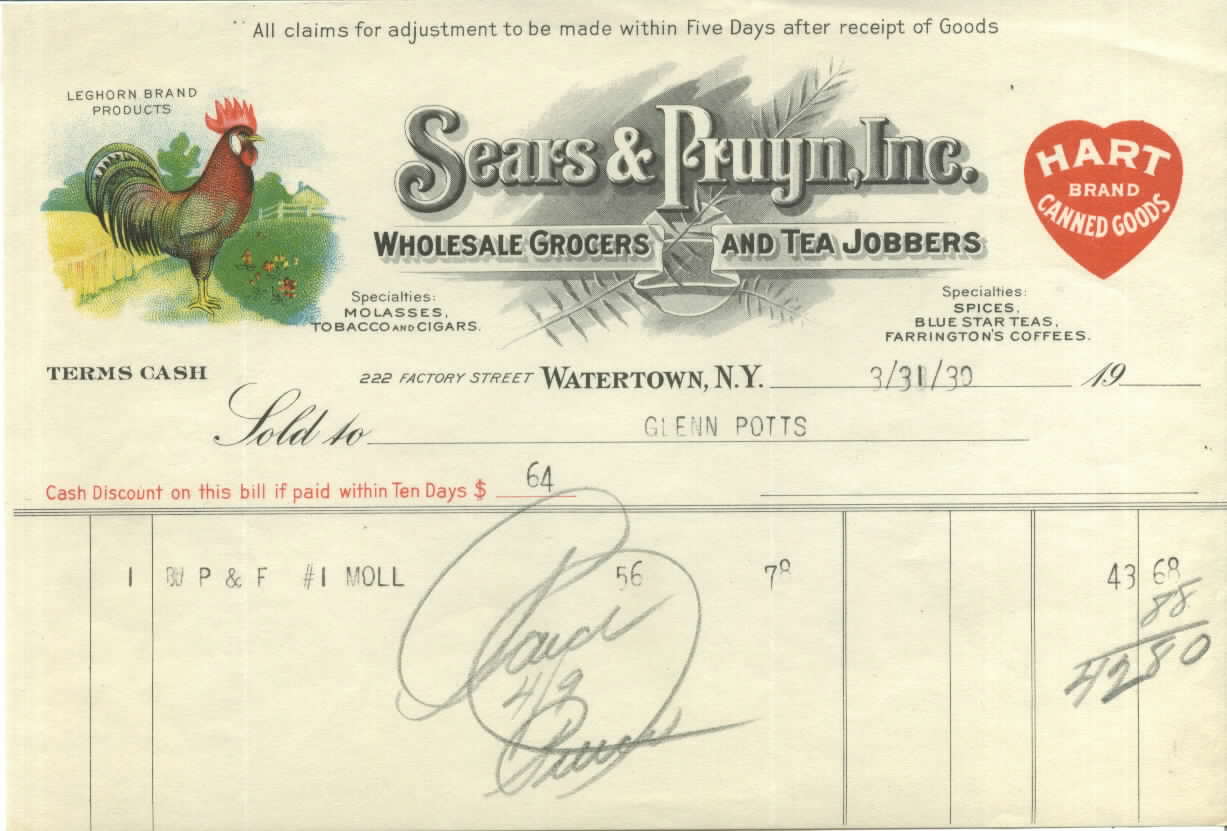 All claims for adjustment to be made within Five Days after receipt of Goods
LEGHORN BRAND
PRODUCTS
Sears & Pruyn, Inc.
WHOLESALE GROCERS AND TEA JOBBERS
HART
BRAND
CANNED GOODS
Specialties:
MOLASSES,
TOBACCO AND CIGARS.
Specialties:
SPICES,
BLUE STAR TEAS,
FARRINGTON'S COFFEES.
TERMS CASH
222 FACTORY STREET WATERTOWN, N.Y. 3/31/30 19
Sold to GLENN POTTS
Cash Discount on this bill if paid within Ten Days $ 64
1 P & F #1 MOLL 56 78 43 68
88
42 80
Paid
4/9